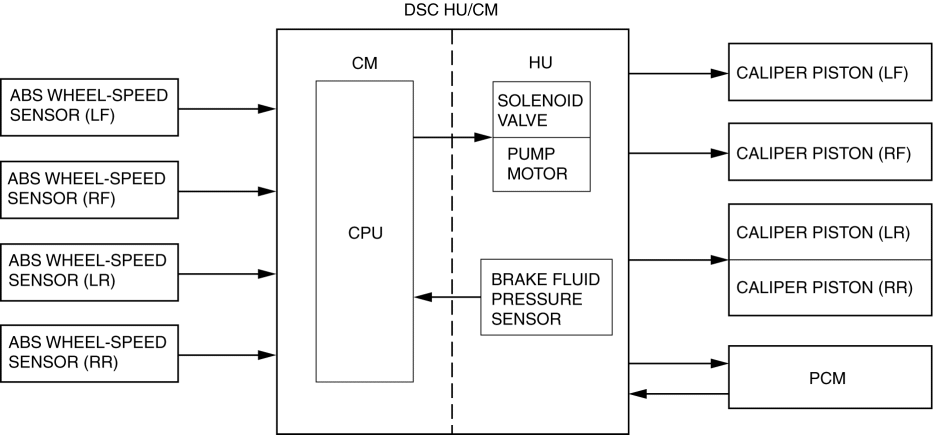 DSC HU/CM
CM
HU
ABS WHEEL-SPEED
SENSOR (LF)
ABS WHEEL-SPEED
SENSOR (RF)
ABS WHEEL-SPEED
SENSOR (LR)
ABS WHEEL-SPEED
SENSOR (RR)
CPU
SOLENOID
VALVE
PUMP
MOTOR
BRAKE FLUID
PRESSURE
SENSOR
CALIPER PISTON (LF)
CALIPER PISTON (RF)
CALIPER PISTON (LR)
CALIPER PISTON (RR)
PCM